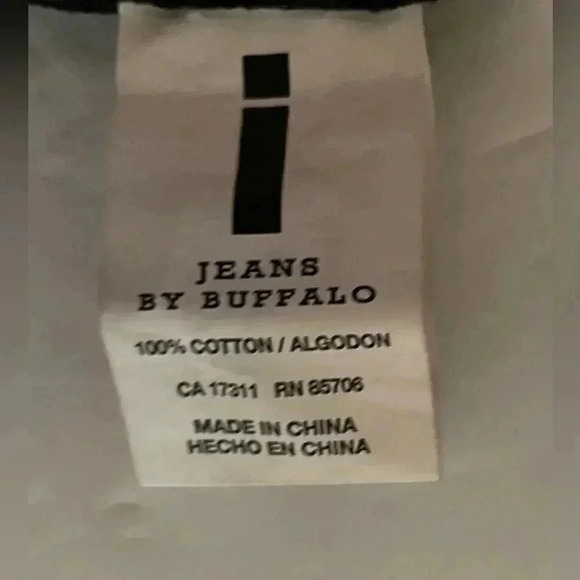 i
JEANS
BY BUFFALO
100% COTTON / ALGODON
CA 17311 RN 85706
MADE IN CHINA
HECHO EN CHINA